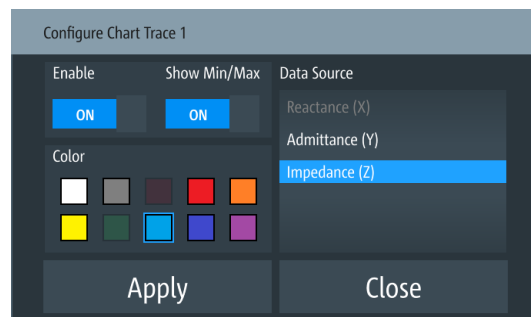 Configure Chart Trace 1
Enable
Show Min/Max
Data Source
ON
ON
Reactance (X)
Admittance (Y)
Color
Impedance (Z)
Apply
Close